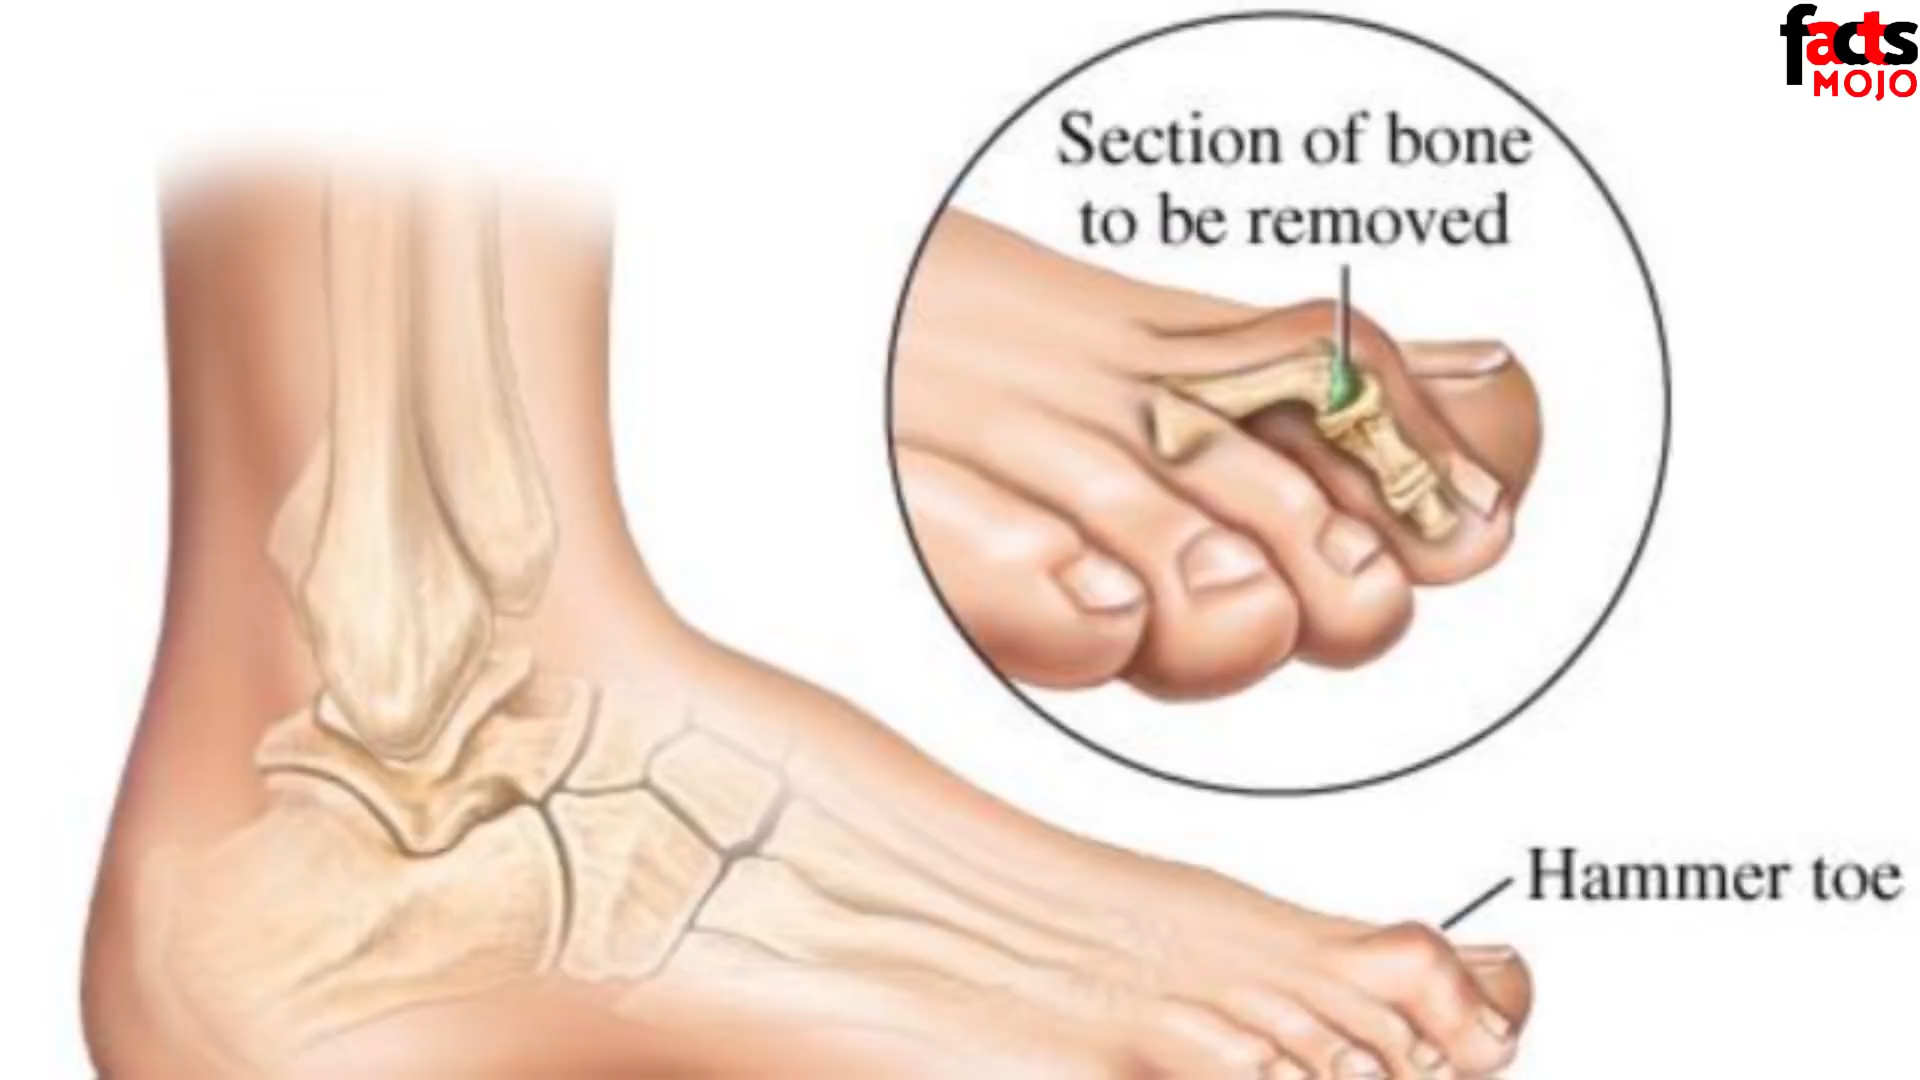 facts
MOJO
Section of bone
to be removed
Hammer toe